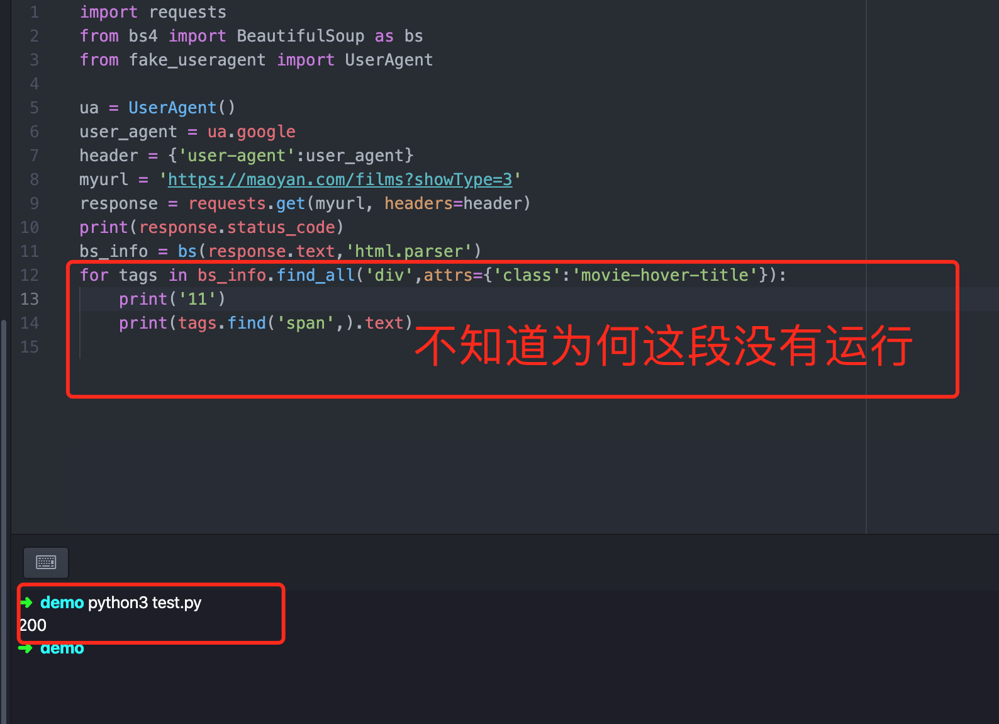 1 import requests
2 from bs4 import BeautifulSoup as bs
3 from fake_useragent import UserAgent
4
5 ua = UserAgent()
6 user_agent = ua.google
7 header = {'user-agent':user_agent}
8 myurl = 'https://maoyan.com/films?showType=3'
9 response = requests.get(myurl, headers=header)
10 print(response.status_code)
11 bs_info = bs(response.text,'html.parser')
12 for tags in bs_info.find_all('div',attrs={'class':'movie-hover-title'}):
13     print('11')
14     print(tags.find('span',).text)
不知道为何这段没有运行
15
➜ demo python3 test.py
200
➜ demo